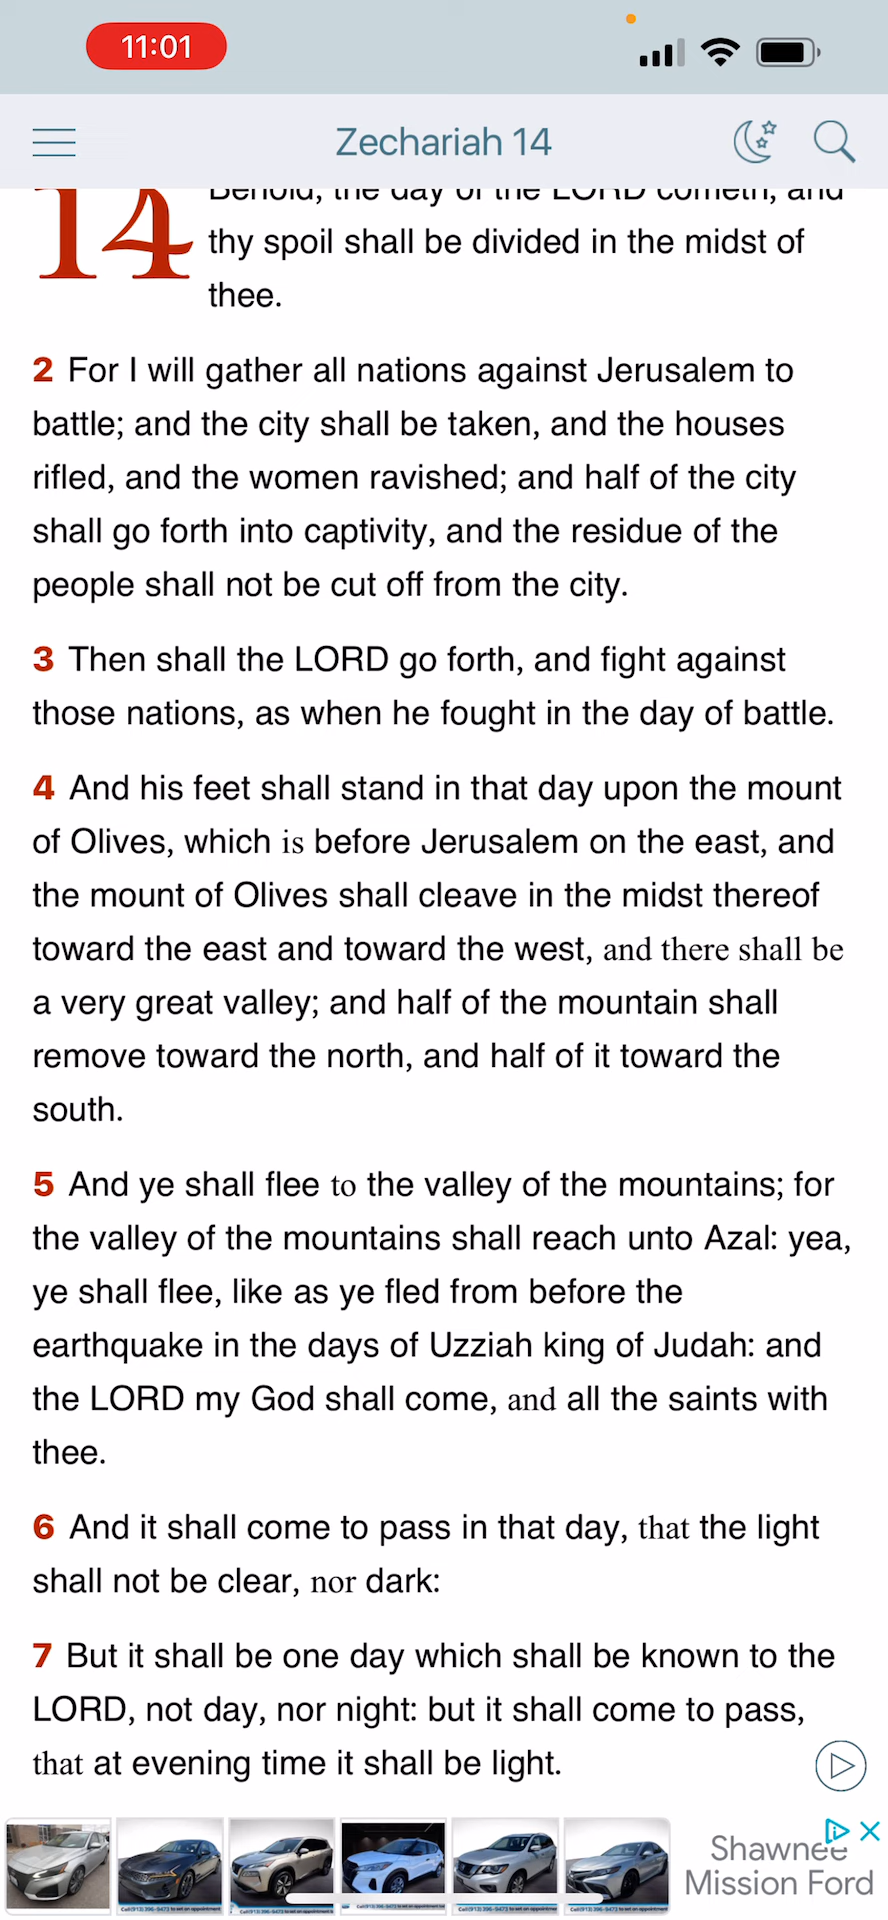 11:01
Zechariah 14
14 Behold, the day of the LORD cometh, and
thy spoil shall be divided in the midst of
thee.
2 For I will gather all nations against Jerusalem to
battle; and the city shall be taken, and the houses
rifled, and the women ravished; and half of the city
shall go forth into captivity, and the residue of the
people shall not be cut off from the city.
3 Then shall the LORD go forth, and fight against
those nations, as when he fought in the day of battle.
4 And his feet shall stand in that day upon the mount
of Olives, which is before Jerusalem on the east, and
the mount of Olives shall cleave in the midst thereof
toward the east and toward the west, and there shall be
a very great valley; and half of the mountain shall
remove toward the north, and half of it toward the
south.
5 And ye shall flee to the valley of the mountains; for
the valley of the mountains shall reach unto Azal: yea,
ye shall flee, like as ye fled from before the
earthquake in the days of Uzziah king of Judah: and
the LORD my God shall come, and all the saints with
thee.
6 And it shall come to pass in that day, that the light
shall not be clear, nor dark:
7 But it shall be one day which shall be known to the
LORD, not day, nor night: but it shall come to pass,
that at evening time it shall be light.
Shawnee
Mission Ford